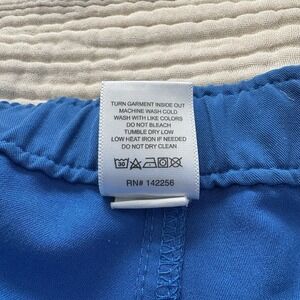 TURN GARMENT INSIDE OUT
MACHINE WASH COLD
WASH WITH LIKE COLORS
DO NOT BLEACH
TUMBLE DRY LOW
LOW HEAT IRON IF NEEDED
DO NOT DRY CLEAN
30
RN# 142256